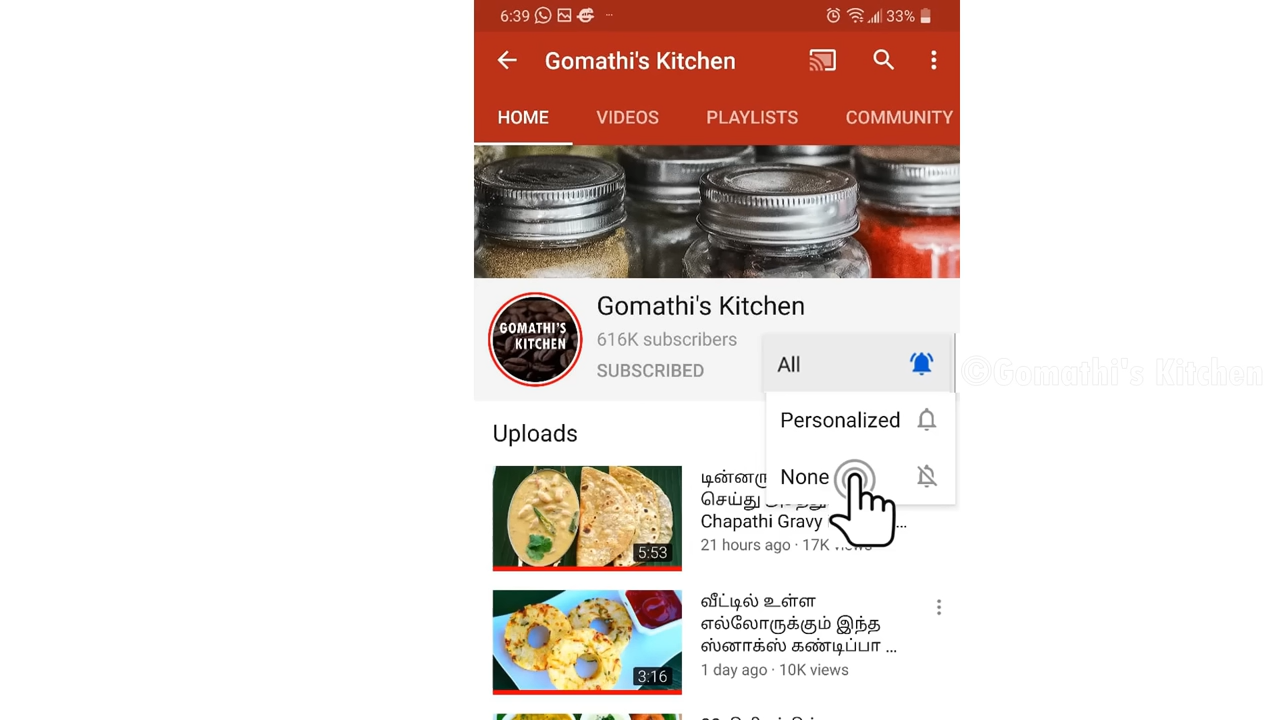 6:39
33%
Gomathi's Kitchen
HOME
VIDEOS
PLAYLISTS
COMMUNITY
GOMATHI'S
KITCHEN
Gomathi's Kitchen
616K subscribers
SUBSCRIBED
All
©Gomathi's Kitchen
Personalized
None
Uploads
5:53
செய்து
Chapathi Gravy
21 hours ago · 17K views
3:16
வீட்டில் உள்ள
எல்லோருக்கும் இந்த
ஸ்னாக்ஸ் கண்டிப்பா ...
1 day ago · 10K views